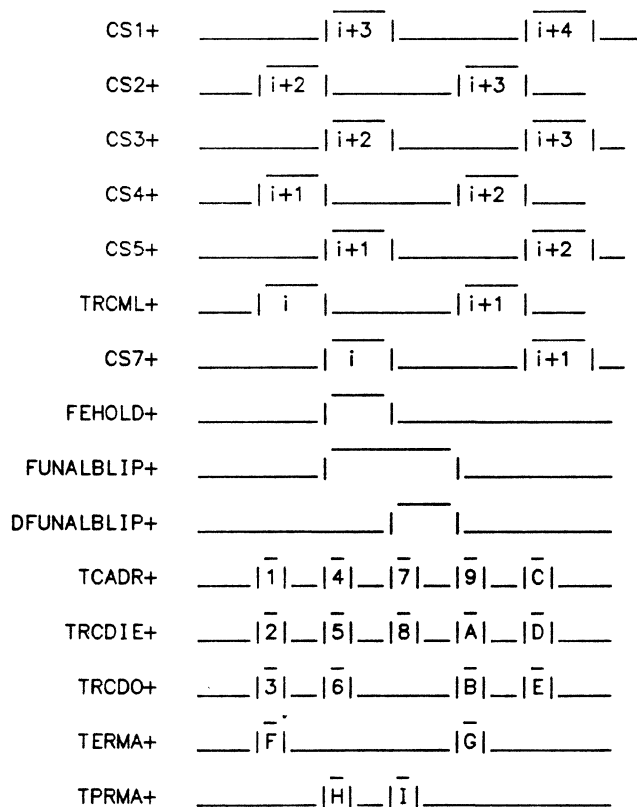 CS1+ i+3 i+4
CS2+ i+2 i+3
CS3+ i+2 i+3
CS4+ i+1 i+2
CS5+ i+1 i+2
TRCML+ i i+1
CS7+ i i+1
FEHOLD+
FUNALBLIP+
DFUNALBLIP+
TCADR+ 1 4 7 9 C
TRCDIE+ 2 5 8 A D
TRCDO+ 3 6 B E
TERMA+ F G
TPRMA+ H I